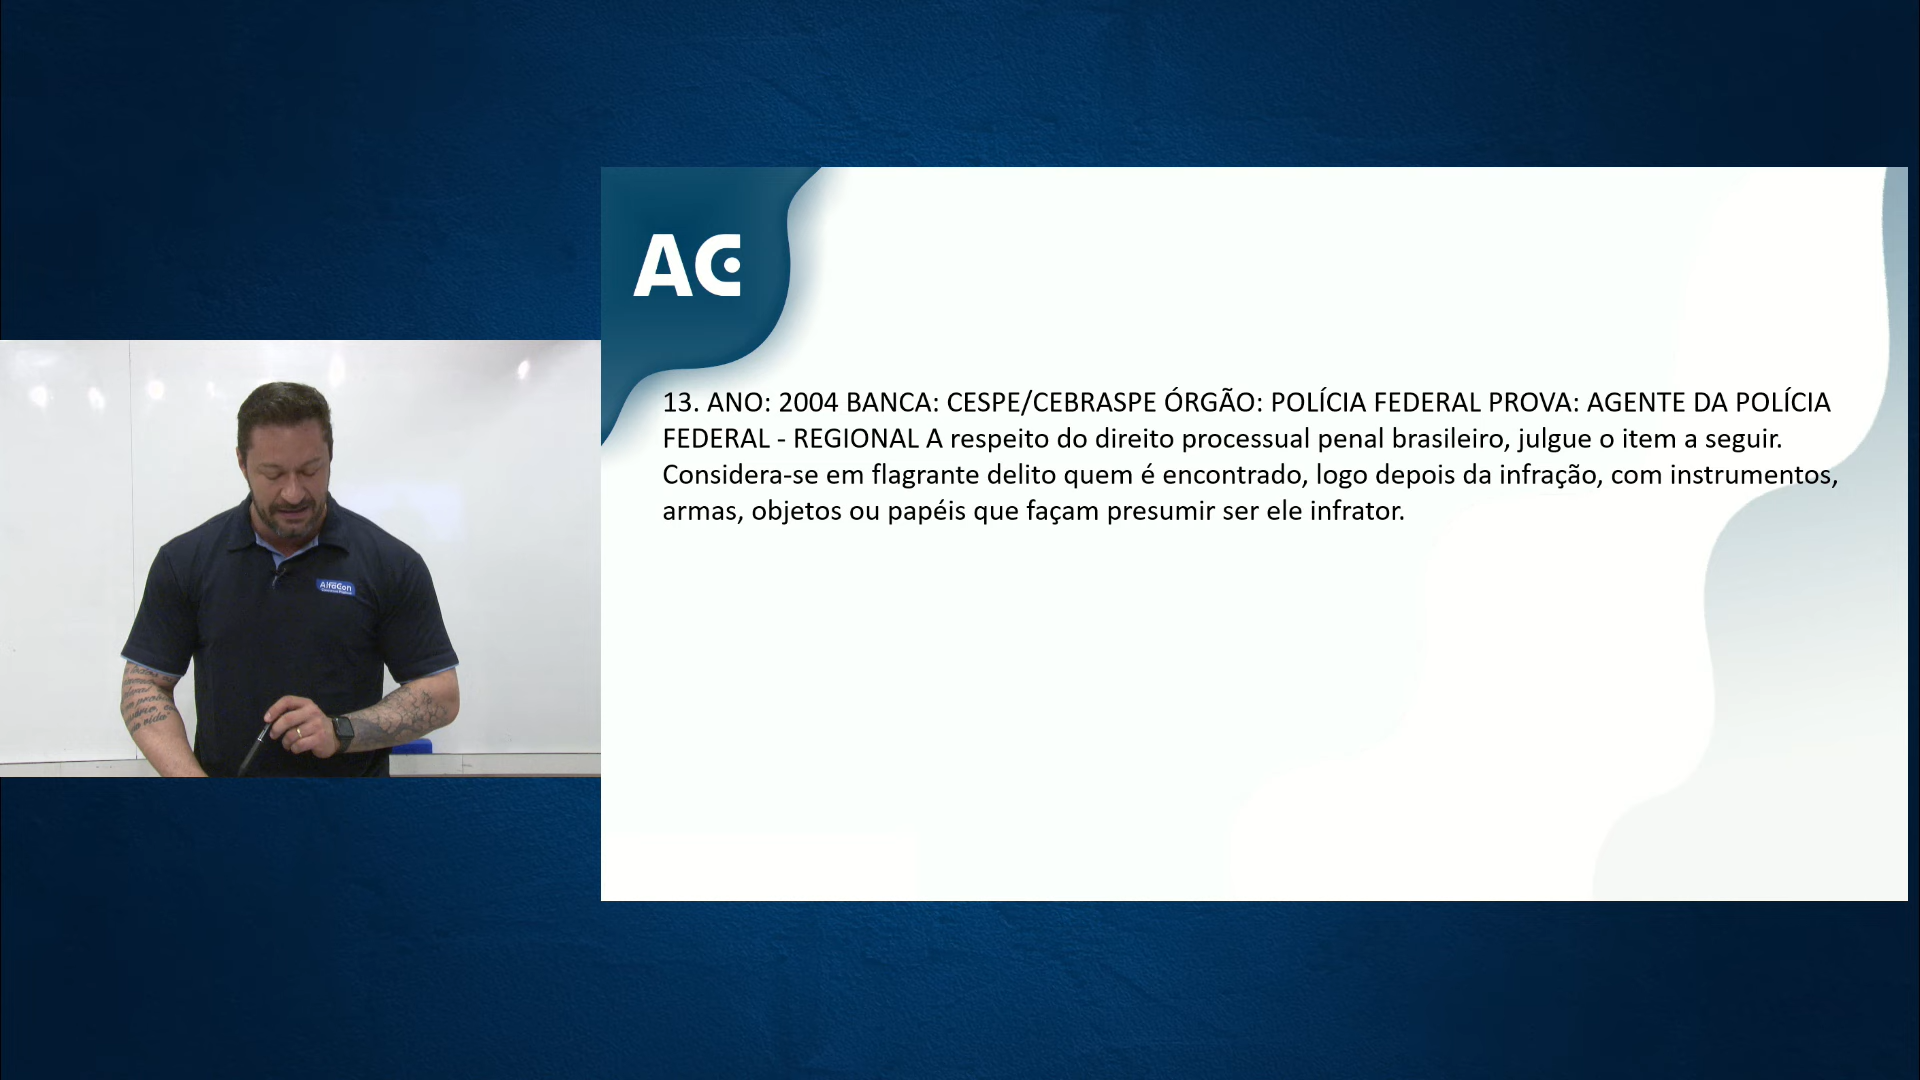 AC
13. ANO: 2004 BANCA: CESPE/CEBRASPE ÓRGÃO: POLÍCIA FEDERAL PROVA: AGENTE DA POLÍCIA
FEDERAL - REGIONAL A respeito do direito processual penal brasileiro, julgue o item a seguir.
Considera-se em flagrante delito quem é encontrado, logo depois da infração, com instrumentos,
armas, objetos ou papéis que façam presumir ser ele infrator.
AlfaCon